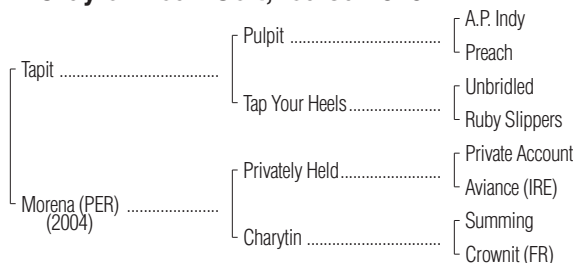 A.P. Indy
Pulpit
Preach
Tapit
Unbridled
Tap Your Heels
Ruby Slippers
Private Account
Privately Held
Aviance (IRE)
Morena (PER)
(2004)
Summing
Charytin
Crownit (FR)